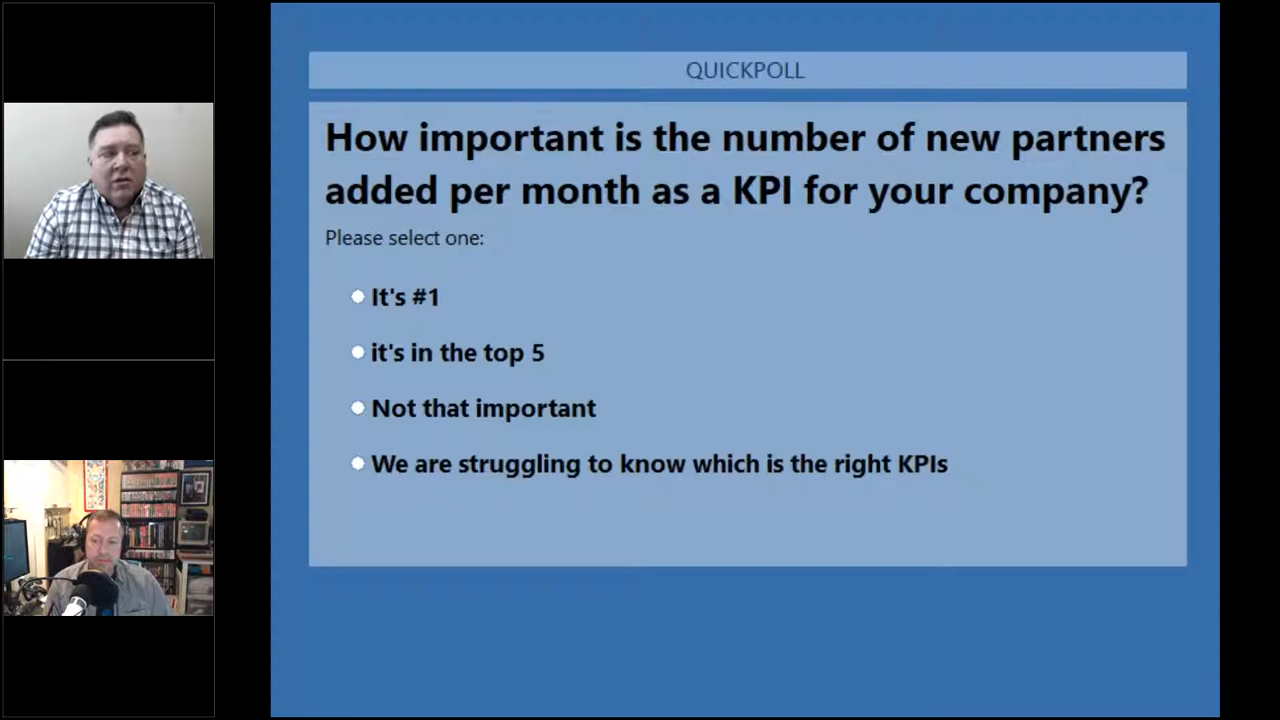 QUICKPOLL
How important is the number of new partners
added per month as a KPI for your company?
Please select one:
It's #1
it's in the top 5
Not that important
We are struggling to know which is the right KPIs